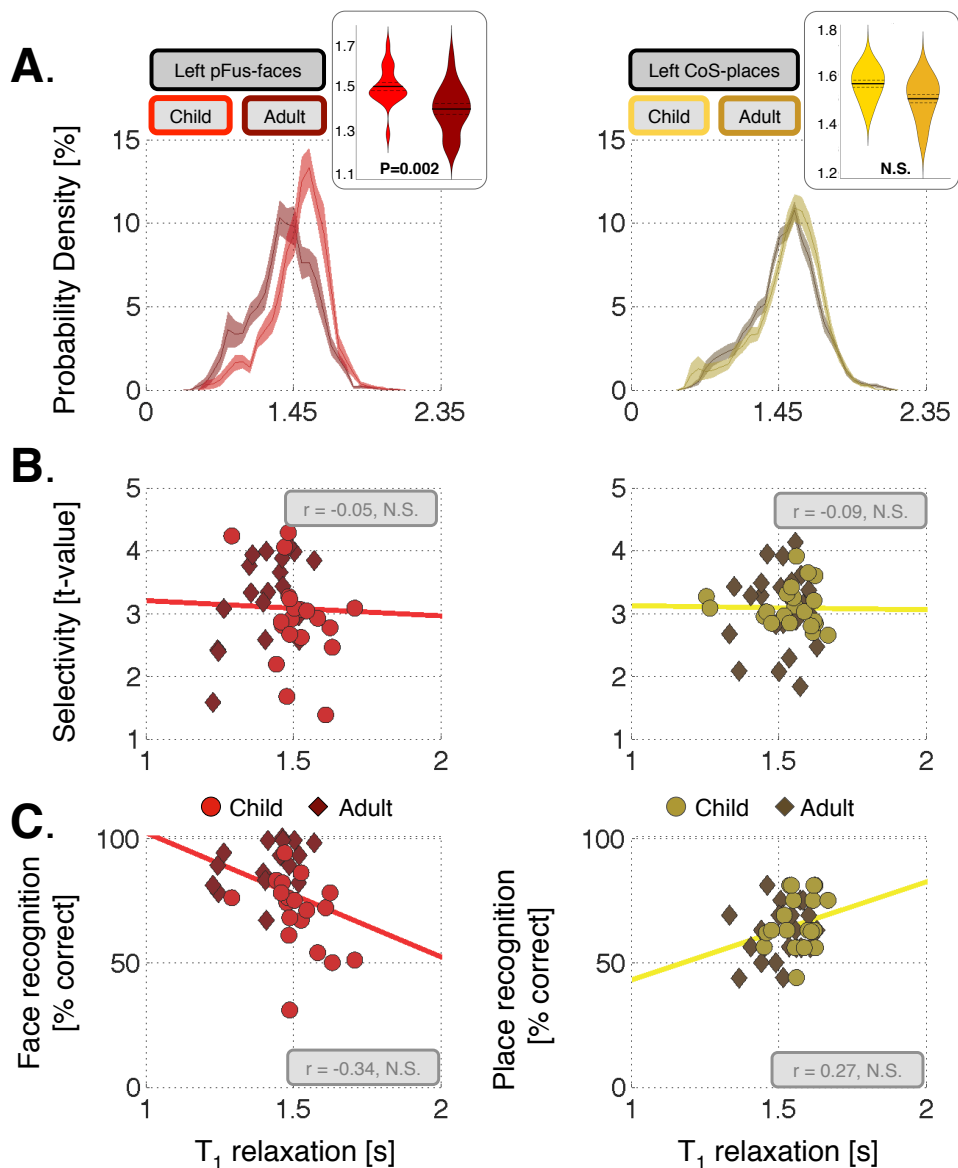 A.
Left pFus-faces
Child Adult
1.7
1.5
1.3
1.1
P=0.002
Left CoS-places
Child Adult
1.6
1.4
1.2
N.S.
Probability Density [%]
15
10
5
0
0 1.45 2.35
15
10
5
0
0 1.45 2.35
B.
Selectivity [t-value]
5
4
3
2
1
1 1.5 2
r = -0.05, N.S.
5
4
3
2
1
1 1.5 2
r = -0.09, N.S.
C.
Child Adult
Child Adult
Face recognition
[% correct]
100
50
0
1 1.5 2
r = -0.34, N.S.
T1 relaxation [s]
Place recognition
[% correct]
100
50
0
1 1.5 2
r = 0.27, N.S.
T1 relaxation [s]